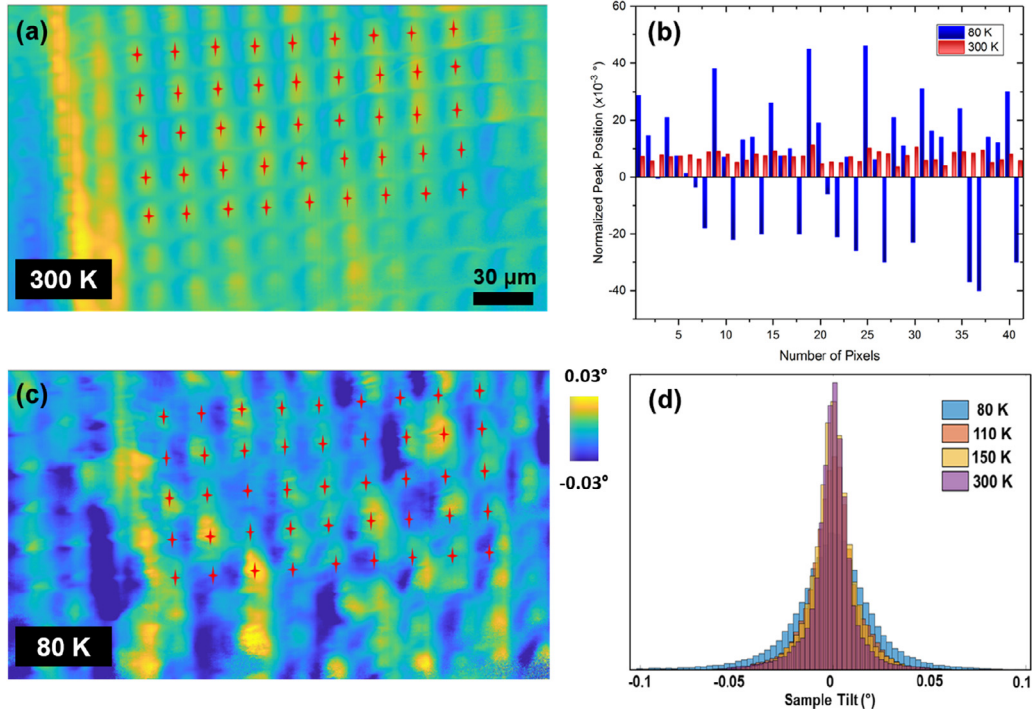 (a)
300 K
30 µm
(b)
Normalized Peak Position (x10⁻³ °)
60
40
20
0
-20
-40
80 K
300 K
5 10 15 20 25 30 35 40
Number of Pixels
(c)
80 K
0.03°
-0.03°
(d)
80 K
110 K
150 K
300 K
-0.1 -0.05 0 0.05 0.1
Sample Tilt (°)